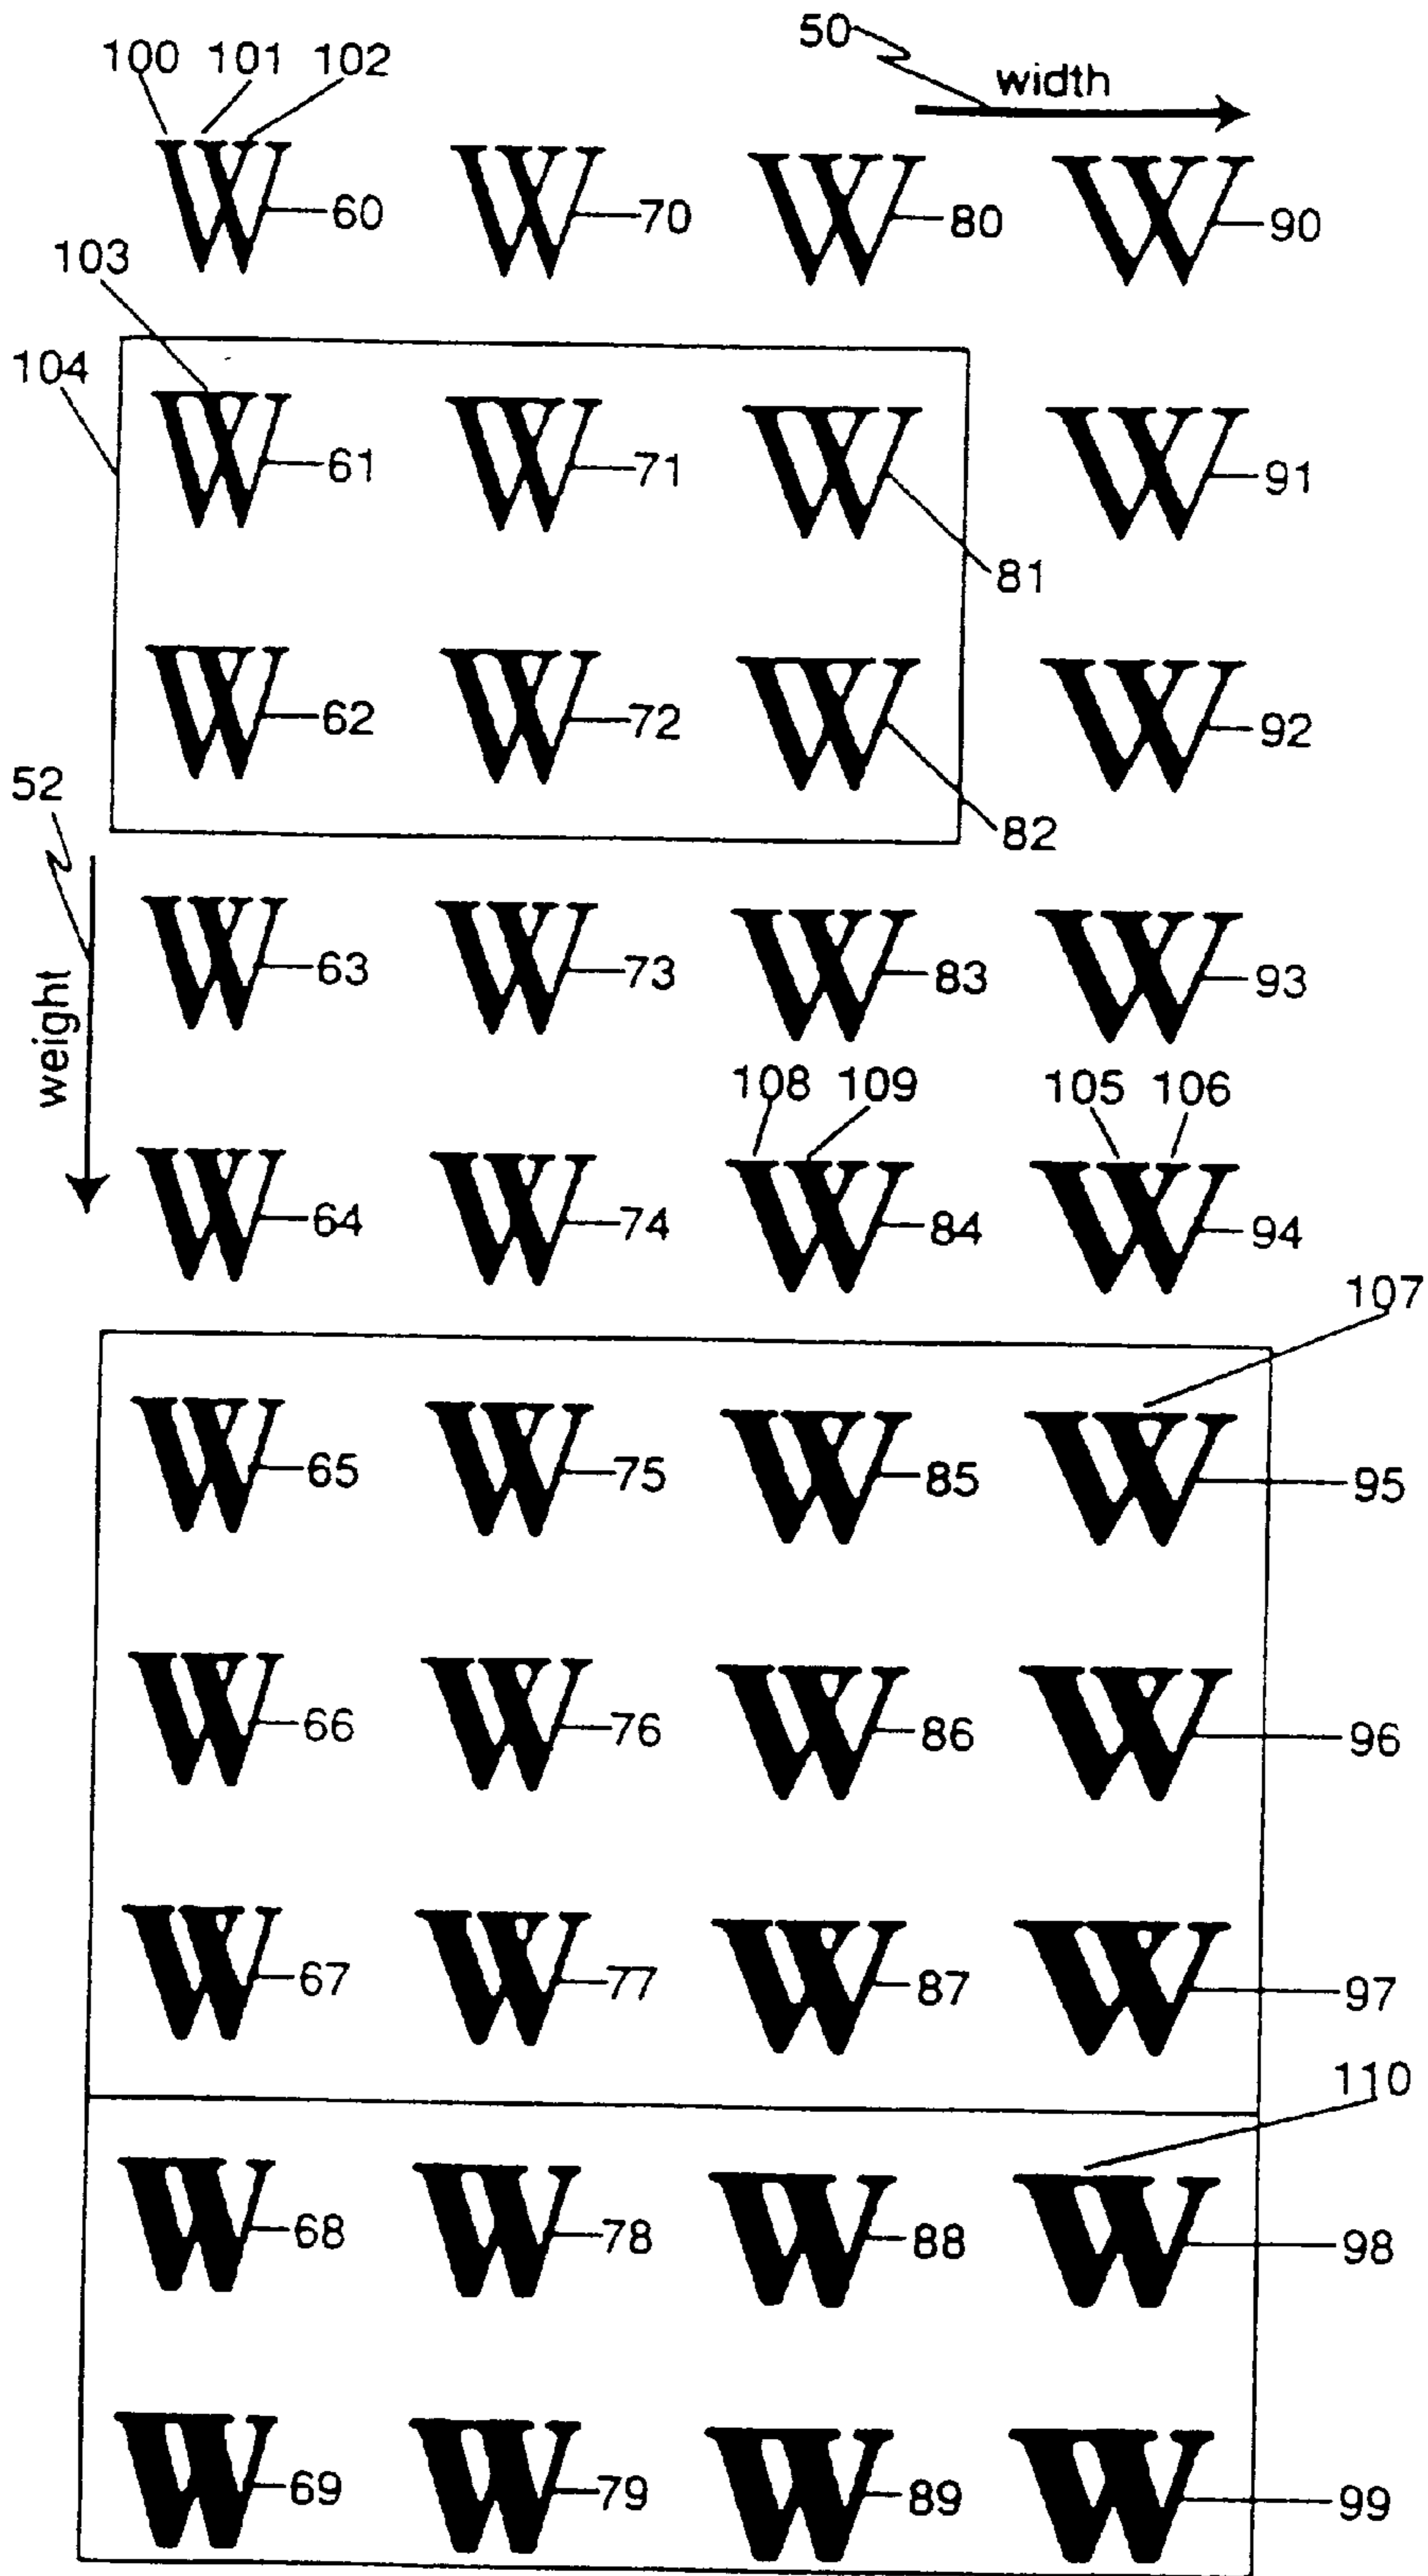 50
100 101 102 width
W 60 W 70 W 80 W 90
103
104
W 61 W 71 W W 91
81
W 62 W 72 W W 92
52
82
W 63 W 73 W 83 W 93
weight
108 109 105 106
W 64 W 74 W 84 W 94
107
W 65 W 75 W 85 W 95
W 66 W 76 W 86 W 96
W 67 W 77 W 87 W 97
110
W 68 W 78 W 88 W 98
W 69 W 79 W 89 W 99